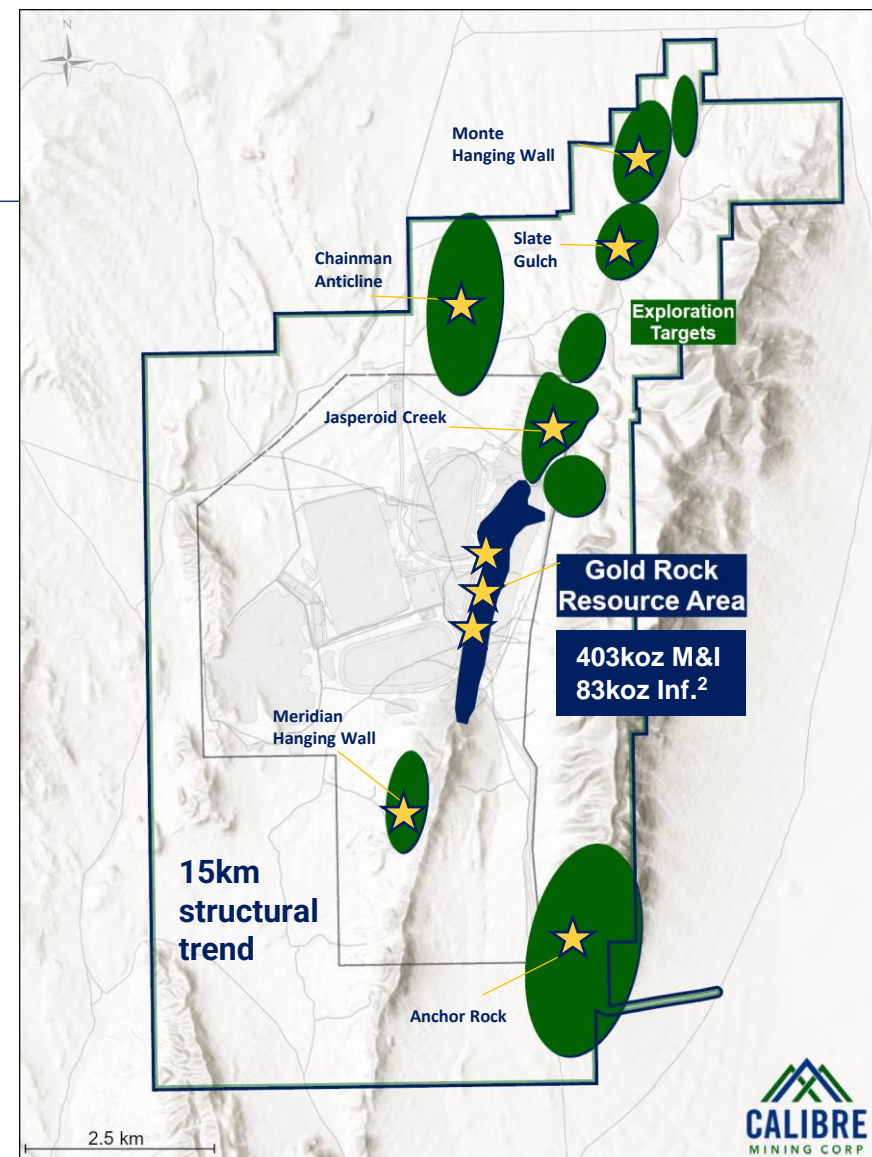 N
Monte
Hanging Wall
Slate
Gulch
Chainman
Anticline
Exploration
Targets
Jasperoid Creek
Gold Rock
Resource Area
403koz M&I
83koz Inf.²
Meridian
Hanging Wall
15km
structural
trend
Anchor Rock
2.5 km
CALIBRE
MINING CORP